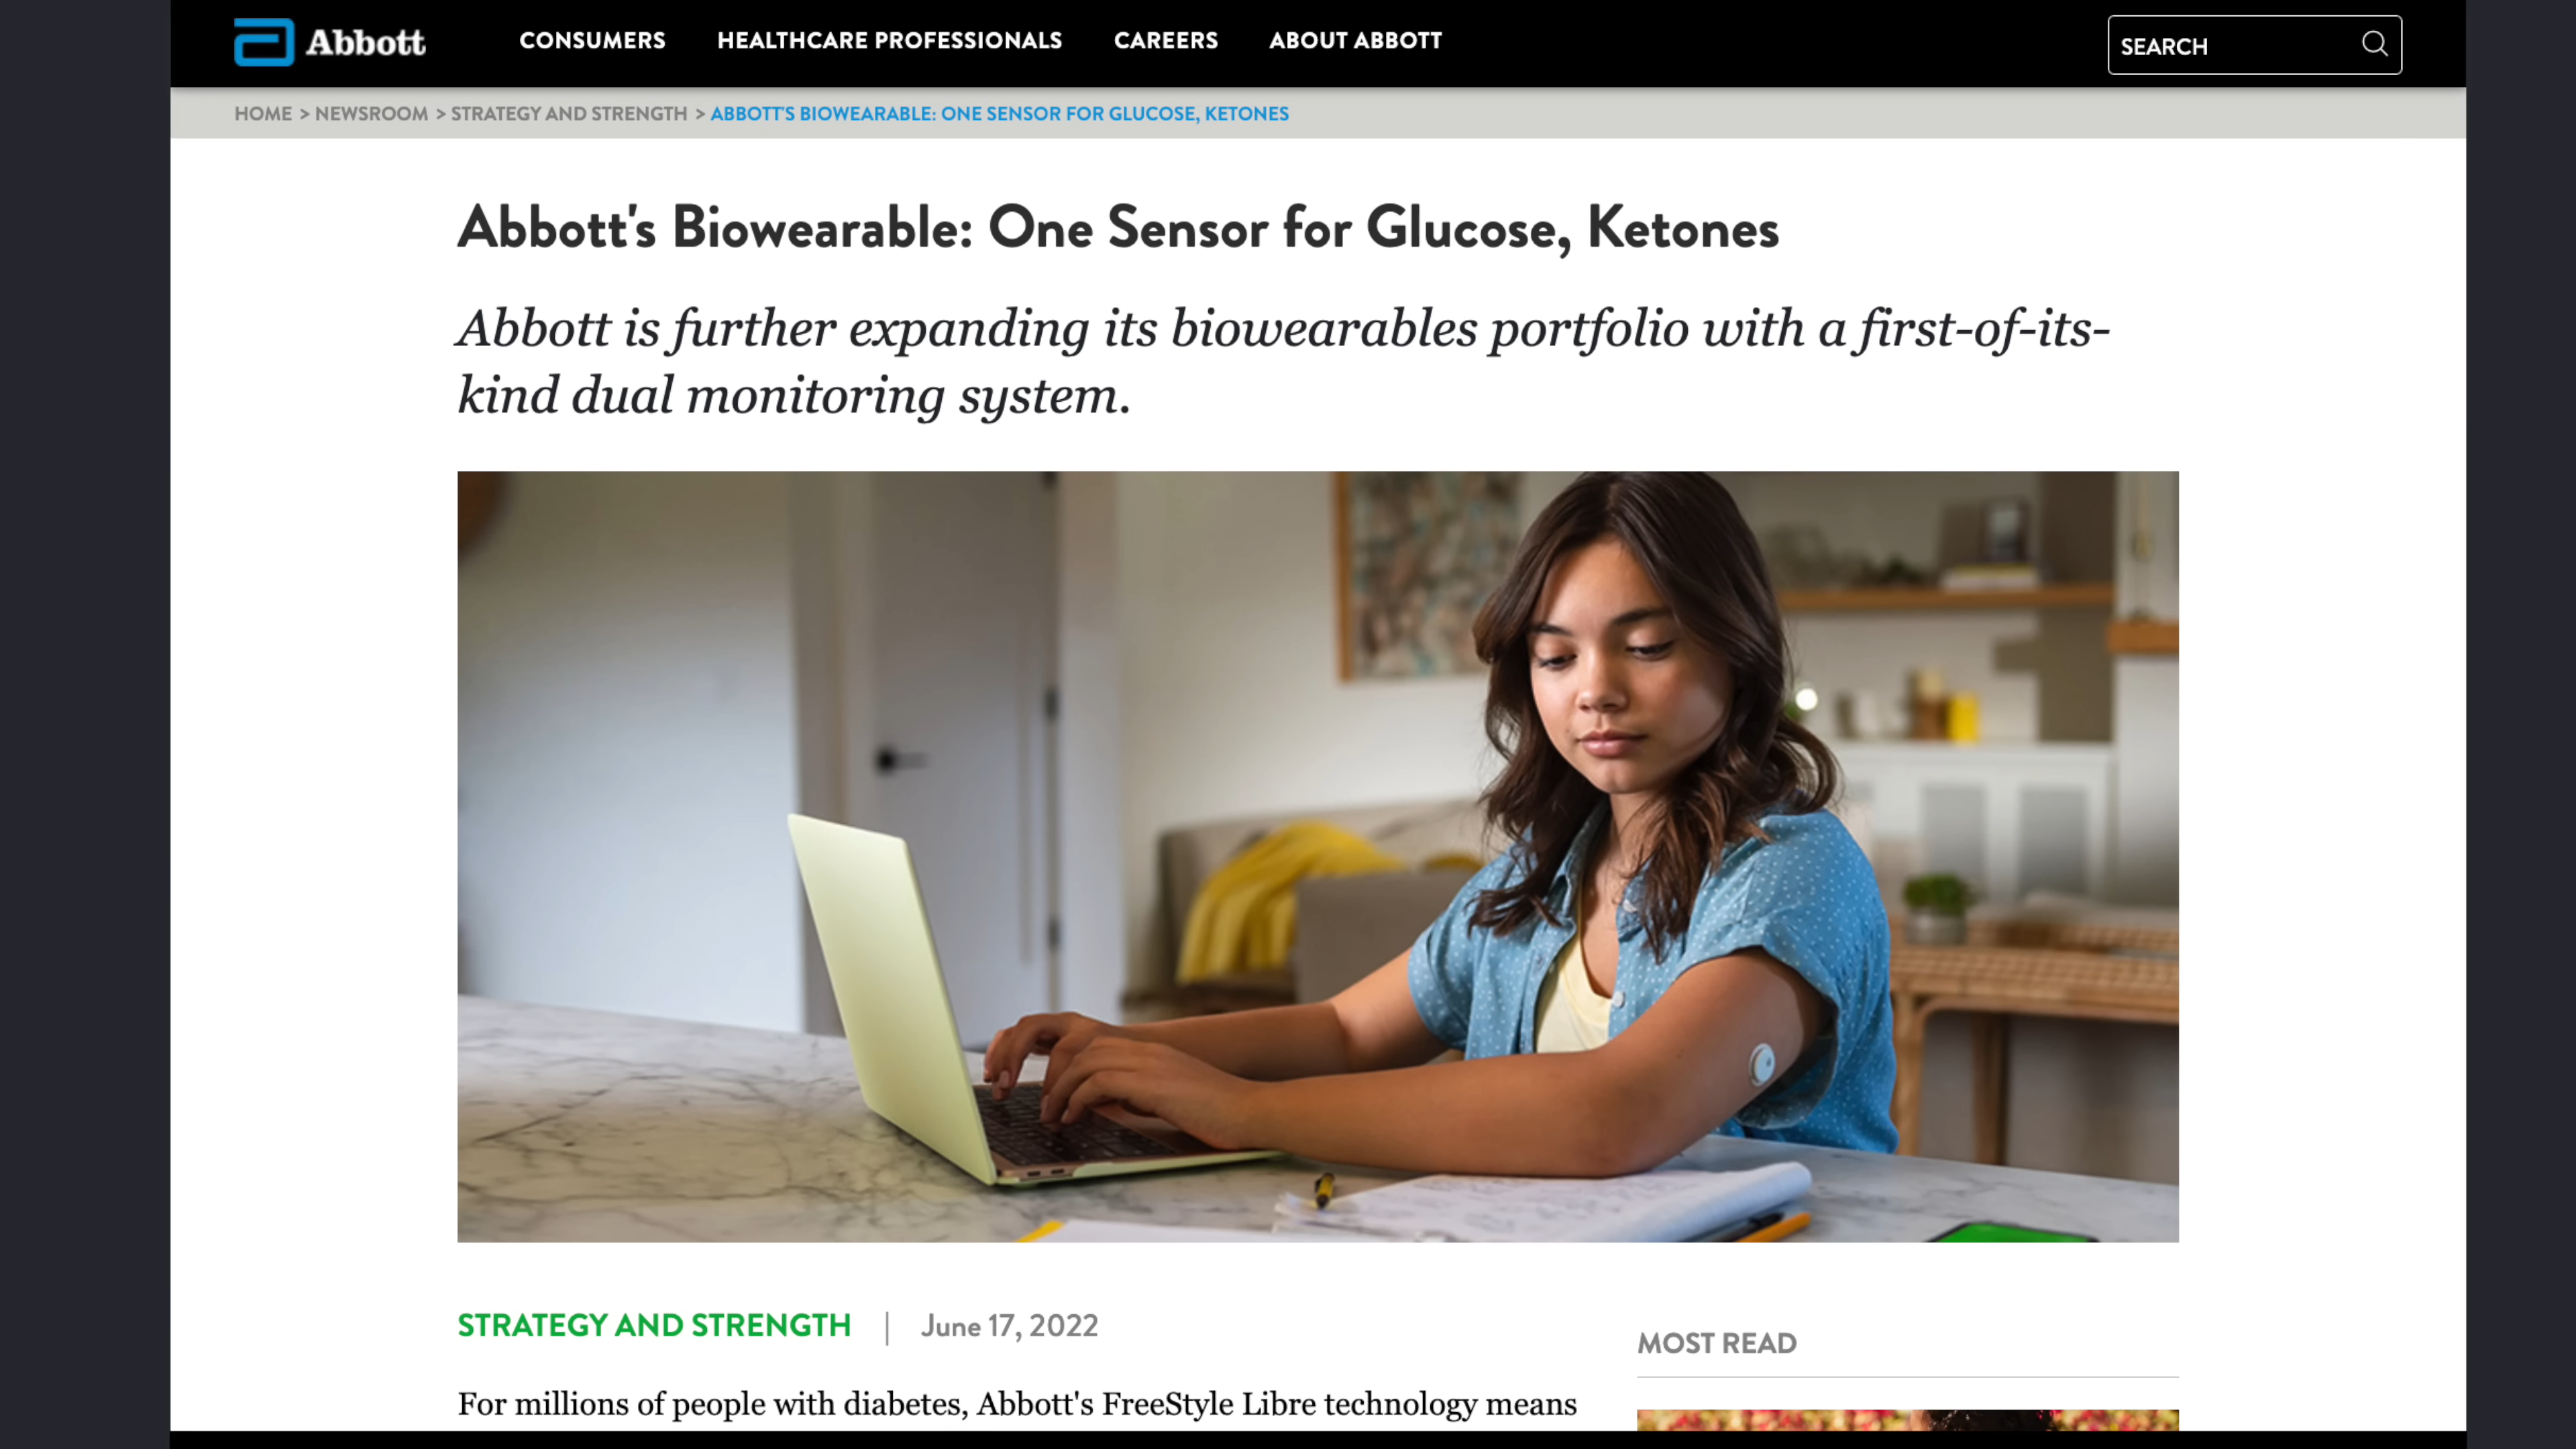 Abbott
CONSUMERS
HEALTHCARE PROFESSIONALS
CAREERS
ABOUT ABBOTT
SEARCH
HOME > NEWSROOM > STRATEGY AND STRENGTH > ABBOTT'S BIOWEARABLE: ONE SENSOR FOR GLUCOSE, KETONES
Abbott's Biowearable: One Sensor for Glucose, Ketones
Abbott is further expanding its biowearables portfolio with a first-of-its-
kind dual monitoring system.
STRATEGY AND STRENGTH | June 17, 2022
For millions of people with diabetes, Abbott's FreeStyle Libre technology means
MOST READ